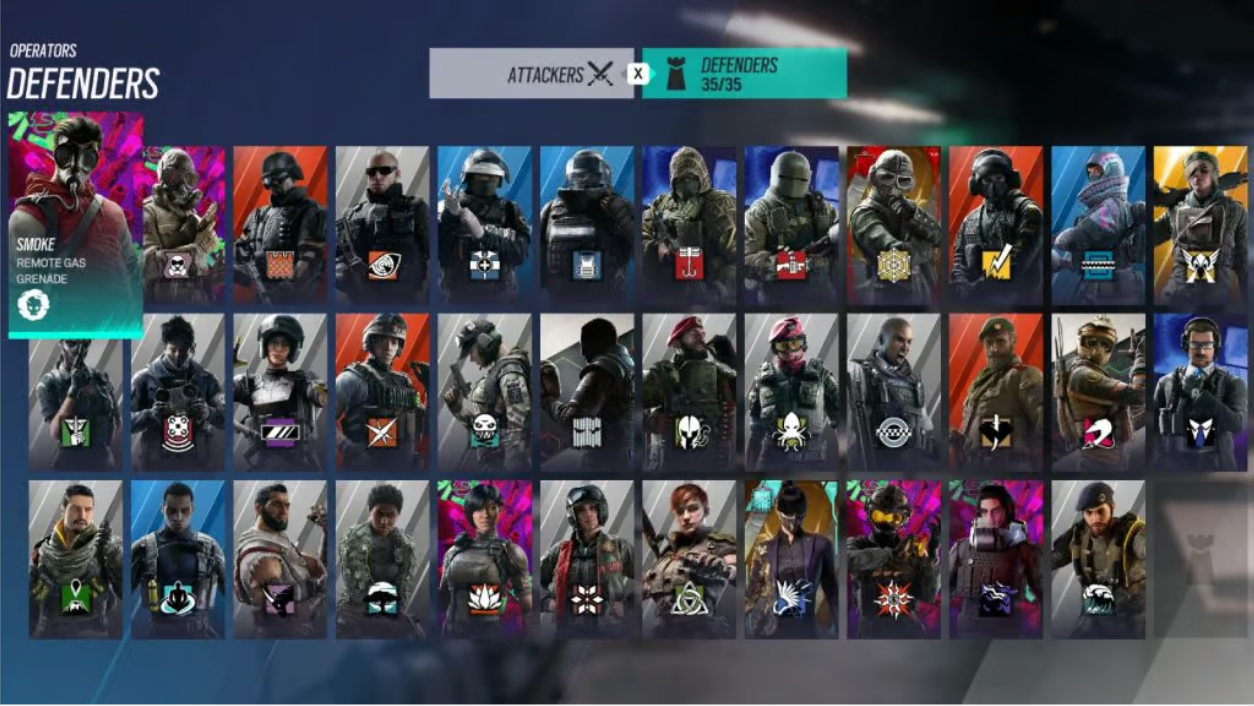 OPERATORS
DEFENDERS
ATTACKERS
X
DEFENDERS
35/35
SMOKE
REMOTE GAS
GRENADE